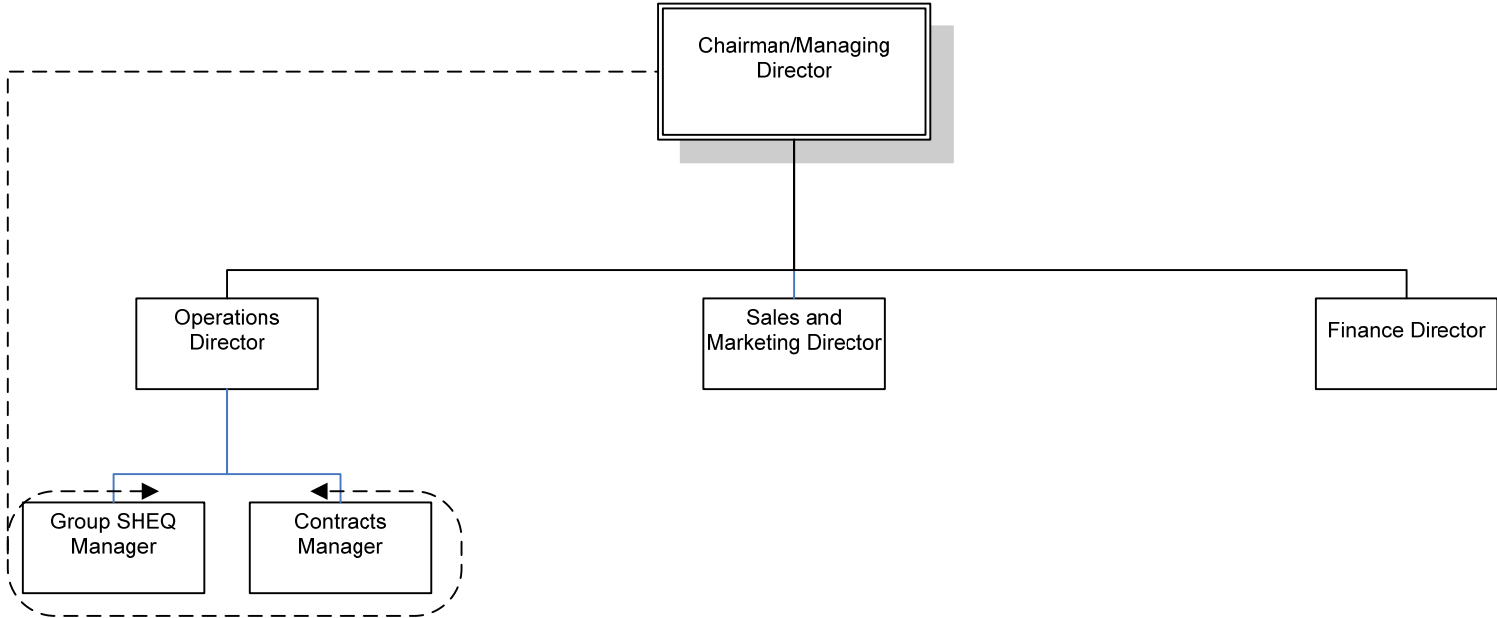 Chairman/Managing
Director
Operations
Director
Sales and
Marketing Director
Finance Director
Group SHEQ
Manager
Contracts
Manager